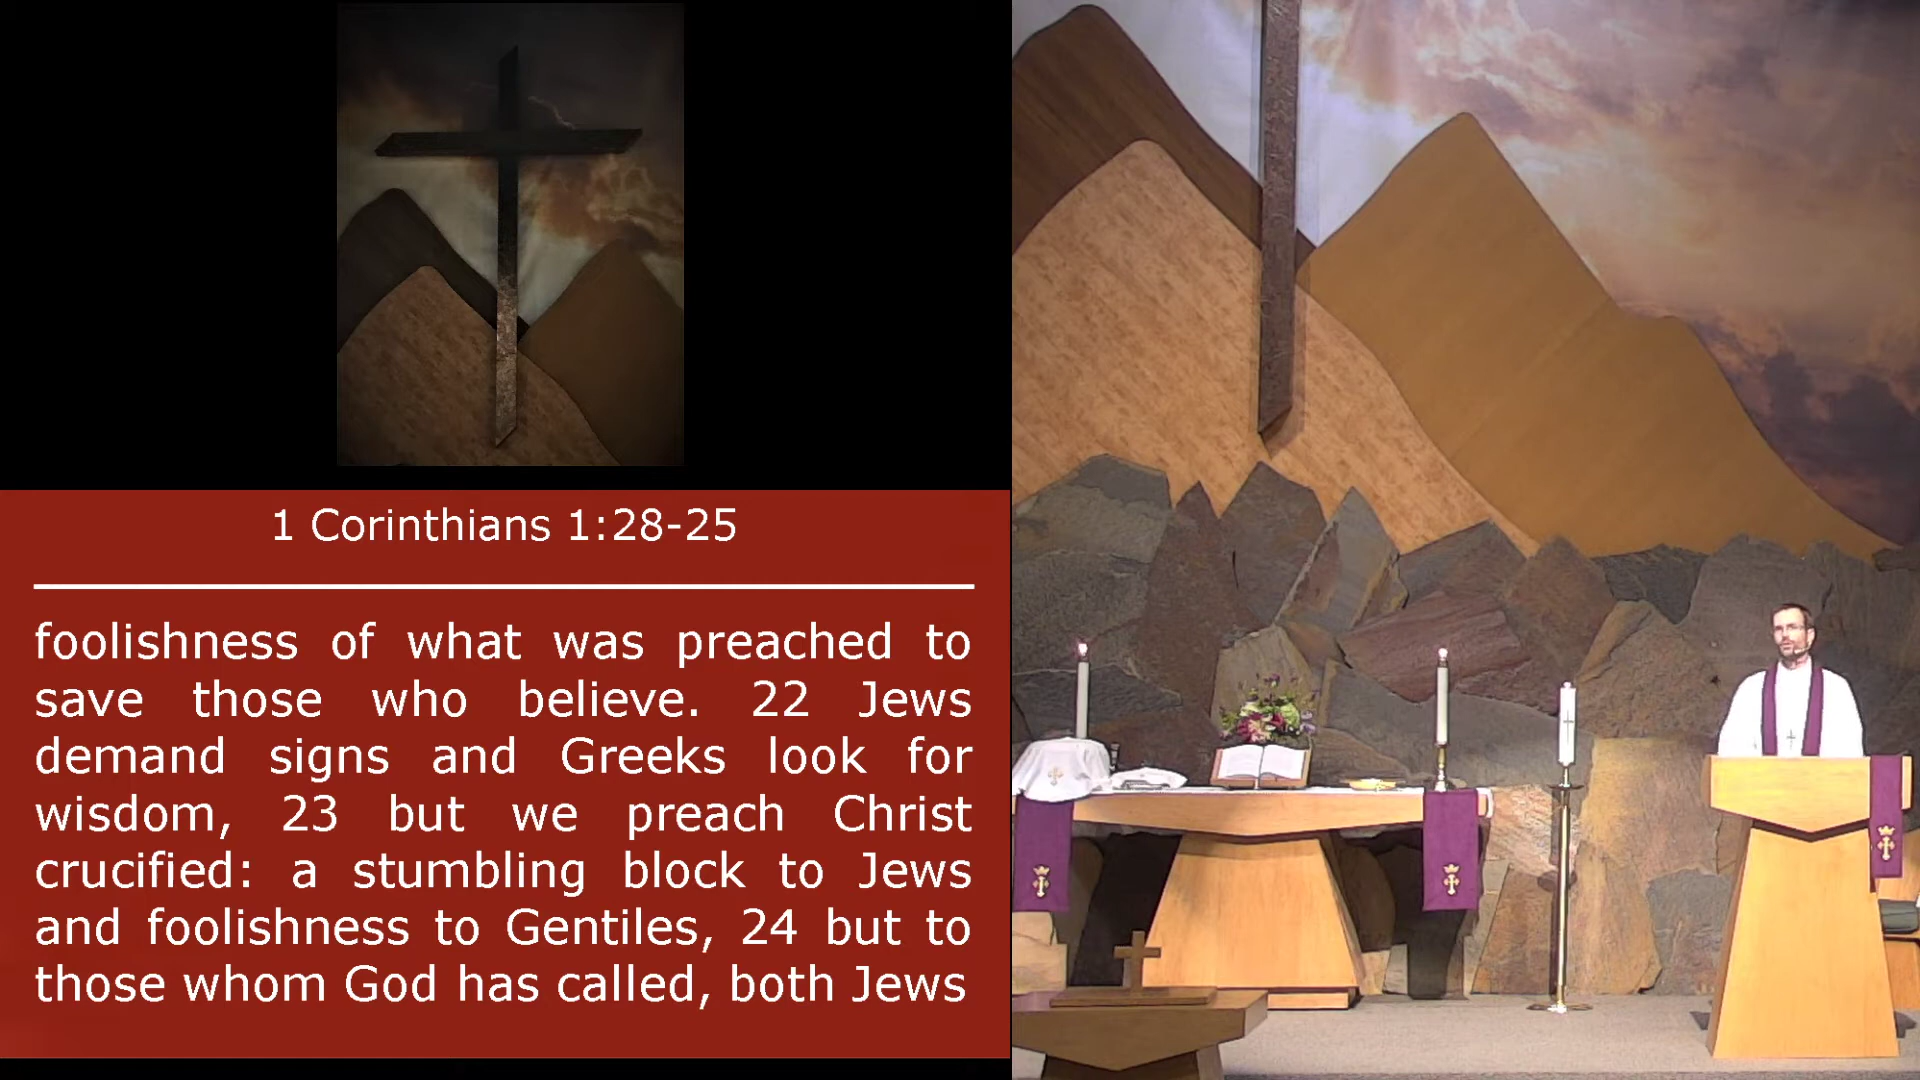 1 Corinthians 1:28-25
foolishness of what was preached to
save those who believe. 22 Jews
demand signs and Greeks look for
wisdom, 23 but we preach Christ
crucified: a stumbling block to Jews
and foolishness to Gentiles, 24 but to
those whom God has called, both Jews